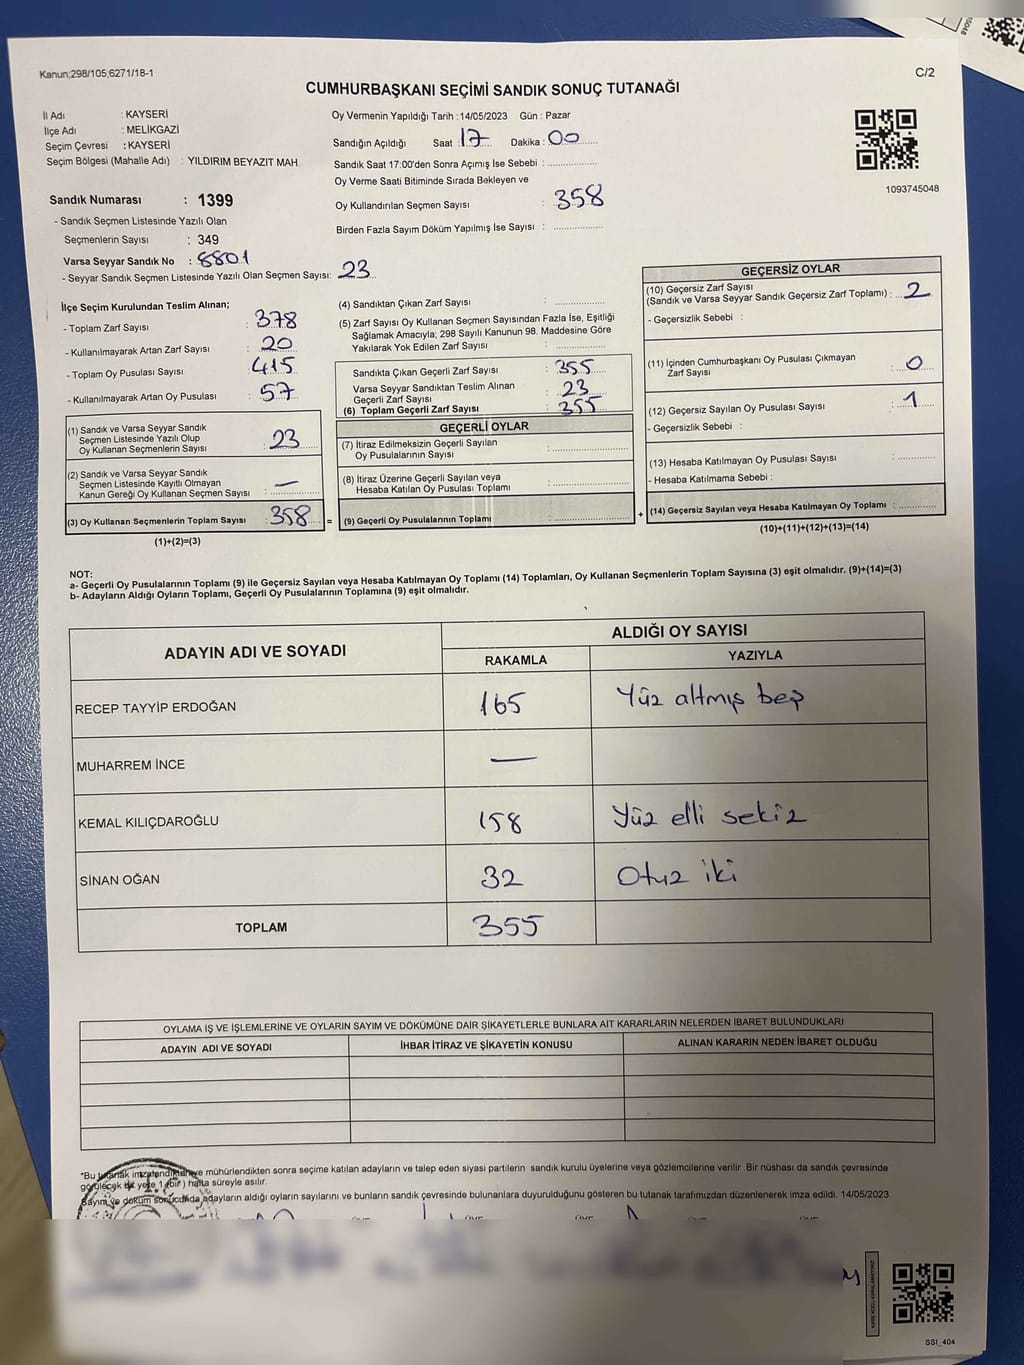 Kanun;298/105;6271/18-1
C/2
CUMHURBAŞKANI SEÇİMİ SANDIK SONUÇ TUTANAĞI
İl Adı : KAYSERİ
İlçe Adı : MELİKGAZİ
Seçim Çevresi : KAYSERİ
Seçim Bölgesi (Mahalle Adı) : YILDIRIM BEYAZIT MAH.
Oy Vermenin Yapıldığı Tarih :14/05/2023 Gün : Pazar
Sandığın Açıldığı Saat :17 Dakika :00
Sandık Saat 17:00'den Sonra Açımış İse Sebebi :
Oy Verme Saati Bitiminde Sırada Bekleyen ve
Oy Kullandırılan Seçmen Sayısı : 358
Birden Fazla Sayım Döküm Yapılmış İse Sayısı :
1093745048
Sandık Numarası : 1399
- Sandık Seçmen Listesinde Yazılı Olan
Seçmenlerin Sayısı : 349
Varsa Seyyar Sandık No : 8801
- Seyyar Sandık Seçmen Listesinde Yazılı Olan Seçmen Sayısı: 23
İlçe Seçim Kurulundan Teslim Alınan;
- Toplam Zarf Sayısı : 378
- Kullanılmayarak Artan Zarf Sayısı : 20
- Toplam Oy Pusulası Sayısı : 415
- Kullanılmayarak Artan Oy Pusulası : 57
(1) Sandık ve Varsa Seyyar Sandık
Seçmen Listesinde Yazılı Olup
Oy Kullanan Seçmenlerin Sayısı : 23
(2) Sandık ve Varsa Seyyar Sandık
Seçmen Listesinde Kayıtlı Olmayan
Kanun Gereği Oy Kullanan Seçmen Sayısı : —
(3) Oy Kullanan Seçmenlerin Toplam Sayısı : 358 =
(1)+(2)=(3)
(4) Sandıktan Çıkan Zarf Sayısı :
(5) Zarf Sayısı Oy Kullanan Seçmen Sayısından Fazla İse, Eşitliği
Sağlamak Amacıyla; 298 Sayılı Kanunun 98. Maddesine Göre
Yakılarak Yok Edilen Zarf Sayısı :
Sandıkta Çıkan Geçerli Zarf Sayısı : 355
Varsa Seyyar Sandıktan Teslim Alınan
Geçerli Zarf Sayısı : 23
(6) Toplam Geçerli Zarf Sayısı : 355
GEÇERLİ OYLAR
(7) İtiraz Edilmeksizin Geçerli Sayılan
Oy Pusulalarının Sayısı :
(8) İtiraz Üzerine Geçerli Sayılan veya
Hesaba Katılan Oy Pusulası Toplamı :
(9) Geçerli Oy Pusulalarının Toplamı : +
GEÇERSİZ OYLAR
(10) Geçersiz Zarf Sayısı
(Sandık ve Varsa Seyyar Sandık Geçersiz Zarf Toplamı) : 2
- Geçersizlik Sebebi :
(11) İçinden Cumhurbaşkanı Oy Pusulası Çıkmayan
Zarf Sayısı : 0
(12) Geçersiz Sayılan Oy Pusulası Sayısı : 1
- Geçersizlik Sebebi :
(13) Hesaba Katılmayan Oy Pusulası Sayısı :
- Hesaba Katılmama Sebebi :
(14) Geçersiz Sayılan veya Hesaba Katılmayan Oy Toplamı :
(10)+(11)+(12)+(13)=(14)
NOT:
a- Geçerli Oy Pusulalarının Toplamı (9) ile Geçersiz Sayılan veya Hesaba Katılmayan Oy Toplamı (14) Toplamları, Oy Kullanan Seçmenlerin Toplam Sayısına (3) eşit olmalıdır. (9)+(14)=(3)
b- Adayların Aldığı Oyların Toplamı, Geçerli Oy Pusulalarının Toplamına (9) eşit olmalıdır.
ADAYIN ADI VE SOYADI
ALDIĞI OY SAYISI
RAKAMLA YAZIYLA
RECEP TAYYİP ERDOĞAN 165 Yüz altmış beş
MUHARREM İNCE —
KEMAL KILIÇDAROĞLU 158 Yüz elli sekiz
SİNAN OĞAN 32 Otuz iki
TOPLAM 355
OYLAMA İŞ VE İŞLEMLERİNE VE OYLARIN SAYIM VE DÖKÜMÜNE DAİR ŞİKAYETLERLE BUNLARA AİT KARARLARIN NELERDEN İBARET BULUNDUKLARI
ADAYIN ADI VE SOYADI İHBAR İTİRAZ VE ŞİKAYETİN KONUSU ALINAN KARARIN NEDEN İBARET OLDUĞU
*Bu tutanak imzalandıktan ve mühürlendikten sonra seçime katılan adayların ve talep eden siyasi partilerin sandık kurulu üyelerine veya gözlemcilerine verilir. Bir nüshası da sandık çevresinde
görülecek bir yere 1 (bir) hafta süreyle asılır.
Sayım ve döküm sonucunda adayların aldığı oyların sayılarını ve bunların sandık çevresinde bulunanlara duyurulduğunu gösteren bu tutanak tarafımızdan düzenlenerek imza edildi. 14/05/2023
SSI_404